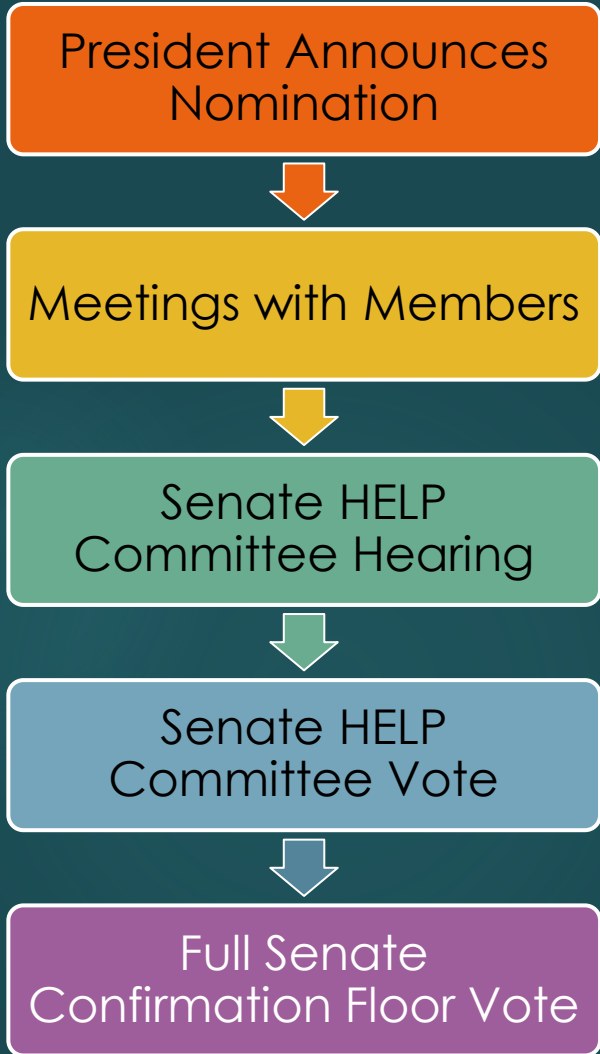 President Announces
Nomination
Meetings with Members
Senate HELP
Committee Hearing
Senate HELP
Committee Vote
Full Senate
Confirmation Floor Vote